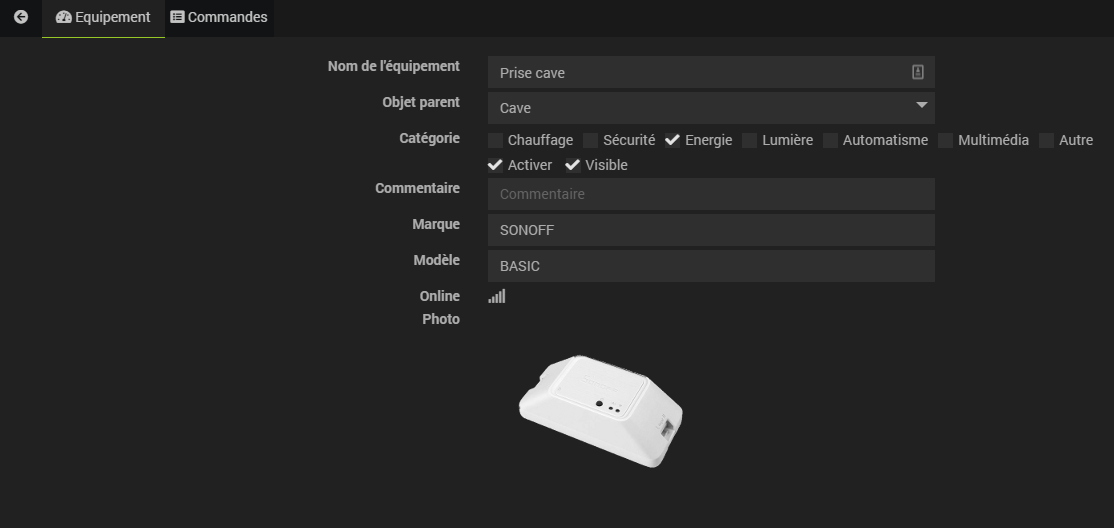 Equipement Commandes
Nom de l'équipement Prise cave
Objet parent Cave
Catégorie Chauffage Sécurité Energie Lumière Automatisme Multimédia Autre
Activer Visible
Commentaire Commentaire
Marque SONOFF
Modèle BASIC
Online
Photo